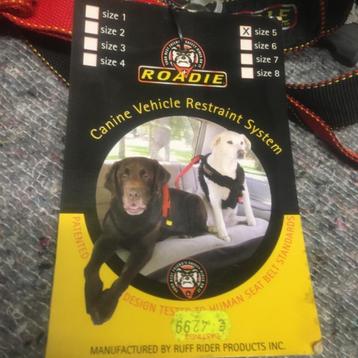 size 1
size 2
size 3
size 4
X size 5
size 6
size 7
size 8
ROADIE
Canine Vehicle Restraint System
PATENTED
DESIGN TESTED TO HUMAN SEAT BELT STANDARDS
€ 4299
MANUFACTURED BY RUFF RIDER PRODUCTS INC.